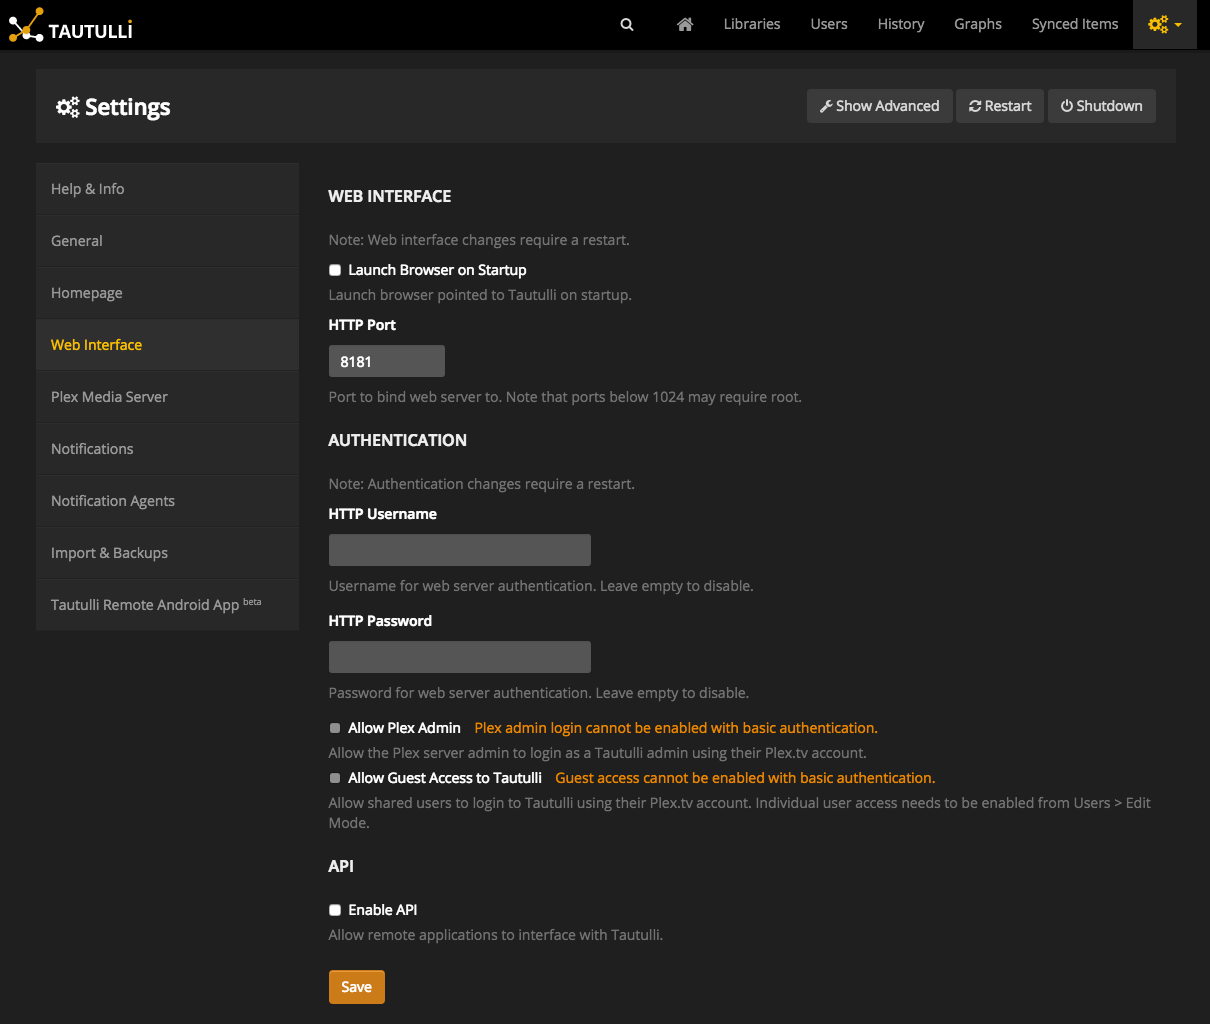 TAUTULLI
Libraries
Users
History
Graphs
Synced Items
Settings
Show Advanced
Restart
Shutdown
Help & Info
General
Homepage
Web Interface
Plex Media Server
Notifications
Notification Agents
Import & Backups
Tautulli Remote Android App beta
WEB INTERFACE
Note: Web interface changes require a restart.
Launch Browser on Startup
Launch browser pointed to Tautulli on startup.
HTTP Port
8181
Port to bind web server to. Note that ports below 1024 may require root.
AUTHENTICATION
Note: Authentication changes require a restart.
HTTP Username
Username for web server authentication. Leave empty to disable.
HTTP Password
Password for web server authentication. Leave empty to disable.
Allow Plex Admin Plex admin login cannot be enabled with basic authentication.
Allow the Plex server admin to login as a Tautulli admin using their Plex.tv account.
Allow Guest Access to Tautulli Guest access cannot be enabled with basic authentication.
Allow shared users to login to Tautulli using their Plex.tv account. Individual user access needs to be enabled from Users > Edit
Mode.
API
Enable API
Allow remote applications to interface with Tautulli.
Save